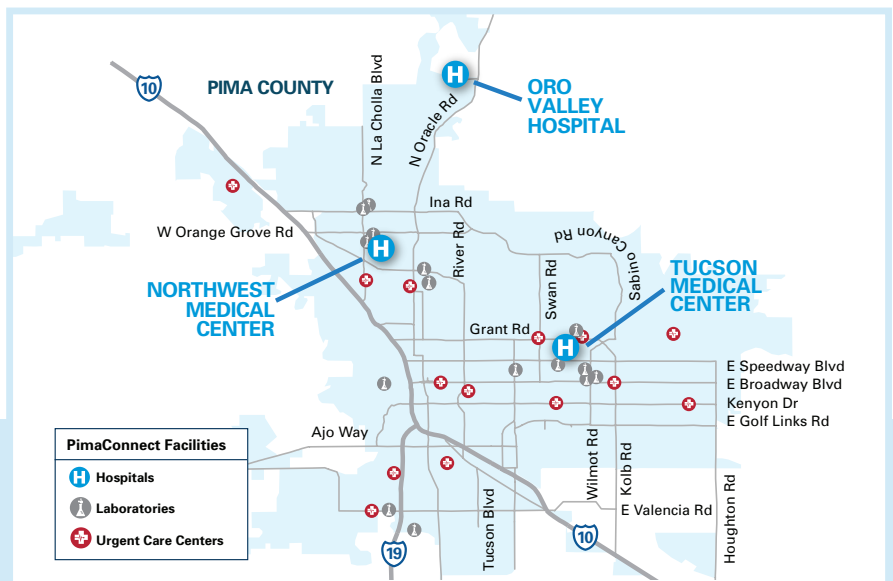 10
PIMA COUNTY
N La Cholla Blvd
N Oracle Rd
H
ORO
VALLEY
HOSPITAL
Ina Rd
W Orange Grove Rd
River Rd
Sabino Canyon Rd
Swan Rd
H
NORTHWEST
MEDICAL
CENTER
TUCSON
MEDICAL
CENTER
Grant Rd
H
E Speedway Blvd
E Broadway Blvd
Kenyon Dr
E Golf Links Rd
Ajo Way
Wilmot Rd
Kolb Rd
E Valencia Rd
Houghton Rd
Tucson Blvd
19
10
PimaConnect Facilities
H Hospitals
Laboratories
Urgent Care Centers